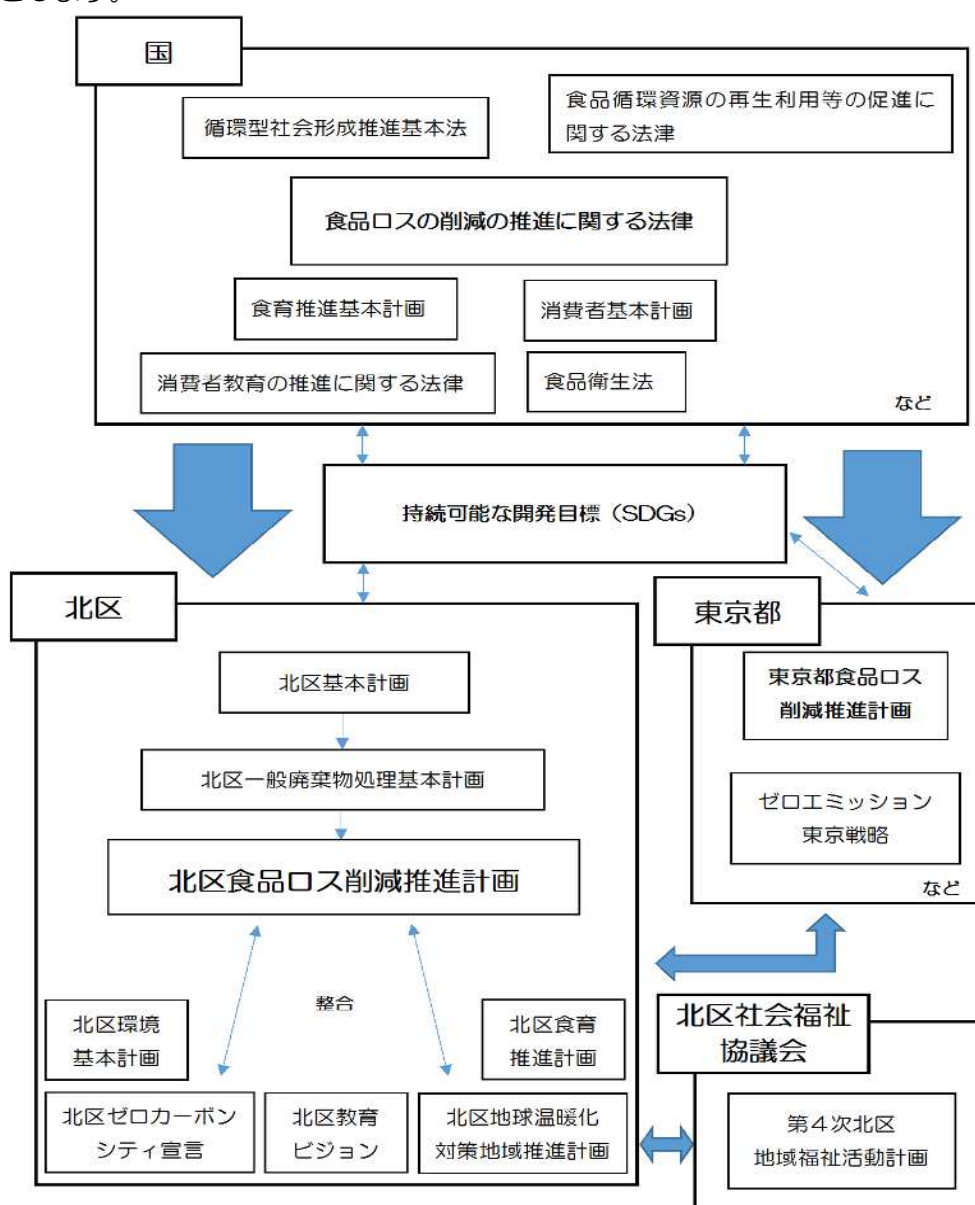 とします。
国
循環型社会形成推進基本法
食品循環資源の再生利用等の促進に
関する法律
食品ロスの削減の推進に関する法律
食育推進基本計画
消費者基本計画
消費者教育の推進に関する法律
食品衛生法
など
持続可能な開発目標（SDGs）
北区
北区基本計画
北区一般廃棄物処理基本計画
北区食品ロス削減推進計画
整合
北区環境
基本計画
北区食育
推進計画
北区ゼロカーボン
シティ宣言
北区教育
ビジョン
北区地球温暖化
対策地域推進計画
東京都
東京都食品ロス
削減推進計画
ゼロエミッション
東京戦略
など
北区社会福祉
協議会
第４次北区
地域福祉活動計画